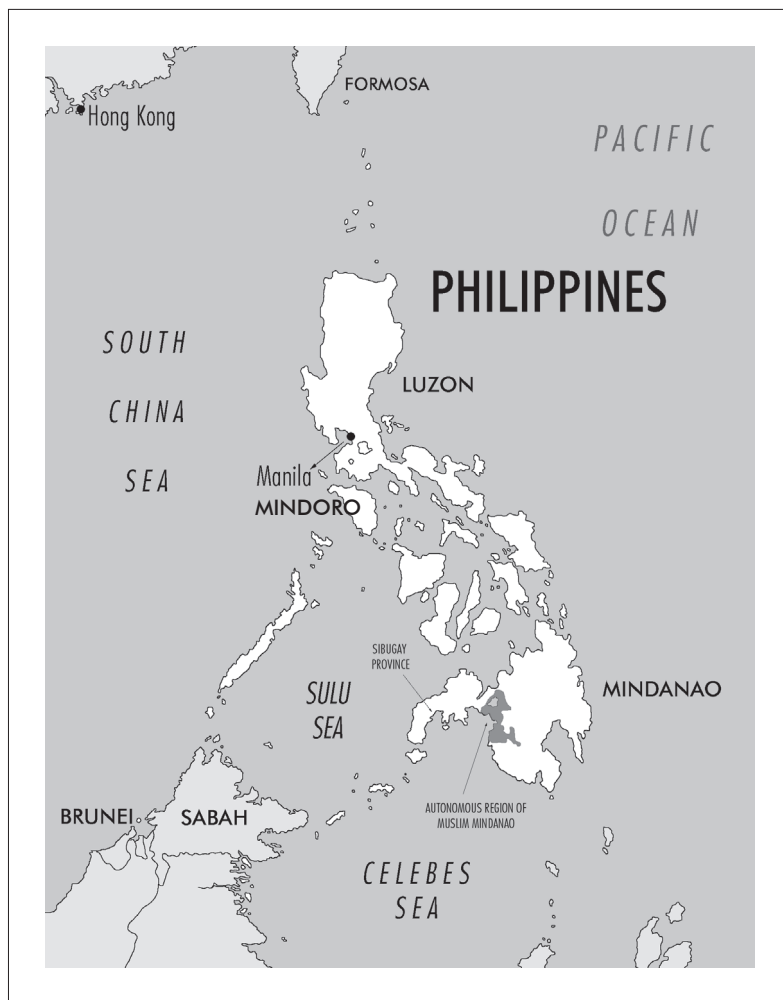 FORMOSA
Hong Kong
PACIFIC
OCEAN
PHILIPPINES
SOUTH
CHINA
SEA
LUZON
Manila
MINDORO
SIBUGAY
PROVINCE
SULU
SEA
MINDANAO
AUTONOMOUS REGION OF
MUSLIM MINDANAO
BRUNEI
SABAH
CELEBES
SEA